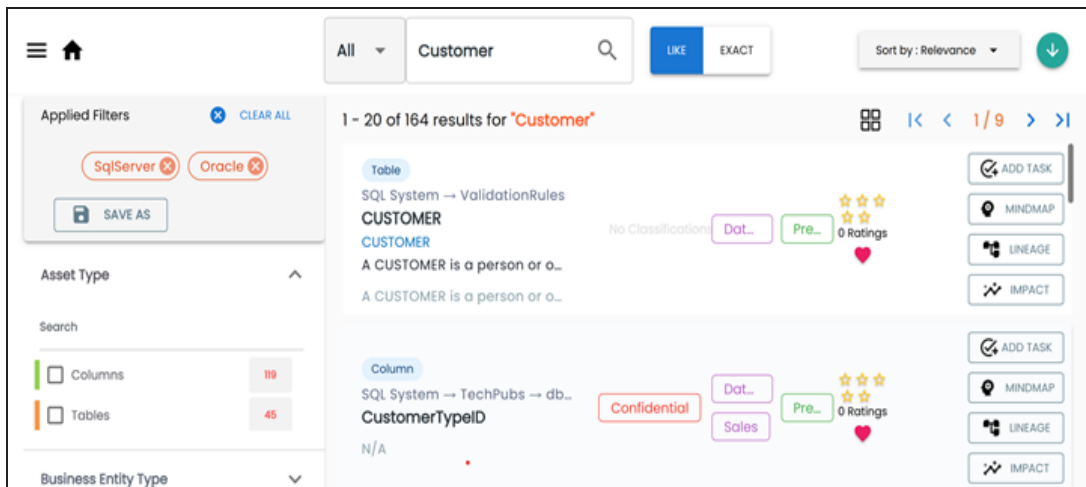 All
Customer
LIKE
EXACT
Sort by : Relevance
Applied Filters
CLEAR ALL
SqlServer
Oracle
SAVE AS
Asset Type
Search
Columns
119
Tables
45
Business Entity Type
1 - 20 of 164 results for "Customer"
1 / 9
Table
SQL System → ValidationRules
CUSTOMER
CUSTOMER
A CUSTOMER is a person or o...
A CUSTOMER is a person or o...
No Classifications
Dat...
Pre...
0 Ratings
ADD TASK
MINDMAP
LINEAGE
IMPACT
Column
SQL System → TechPubs → db...
CustomerTypeID
N/A
Confidential
Dat...
Sales
Pre...
0 Ratings
ADD TASK
MINDMAP
LINEAGE
IMPACT